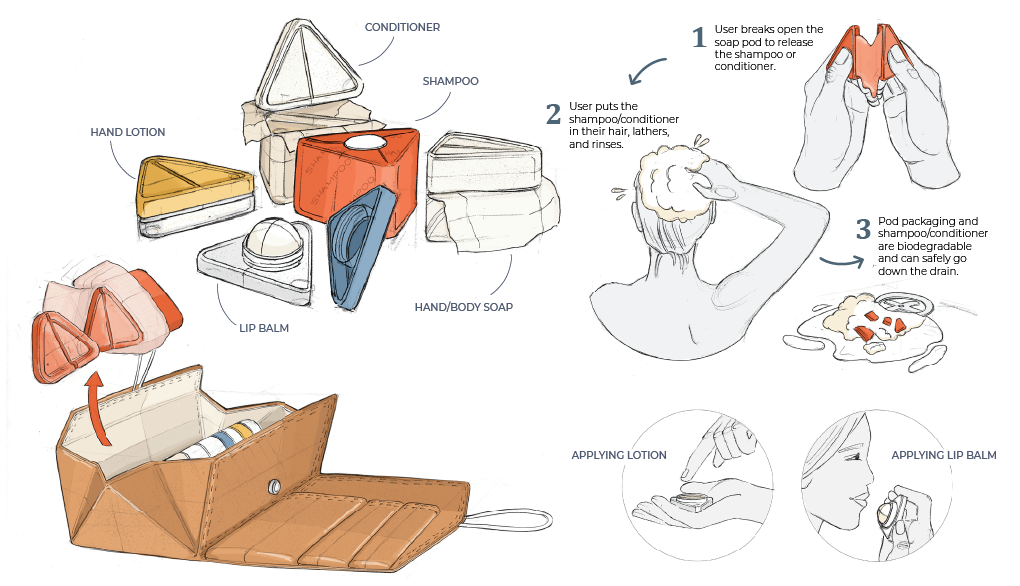 CONDITIONER
SHAMPOO
HAND LOTION
SHAMPOO
SHAMPOO
HAND/BODY SOAP
LIP BALM
1 User breaks open the
soap pod to release
the shampoo or
conditioner.
2 User puts the
shampoo/conditioner
in their hair, lathers,
and rinses.
3 Pod packaging and
shampoo/conditioner
are biodegradable
and can safely go
down the drain.
APPLYING LOTION
APPLYING LIP BALM